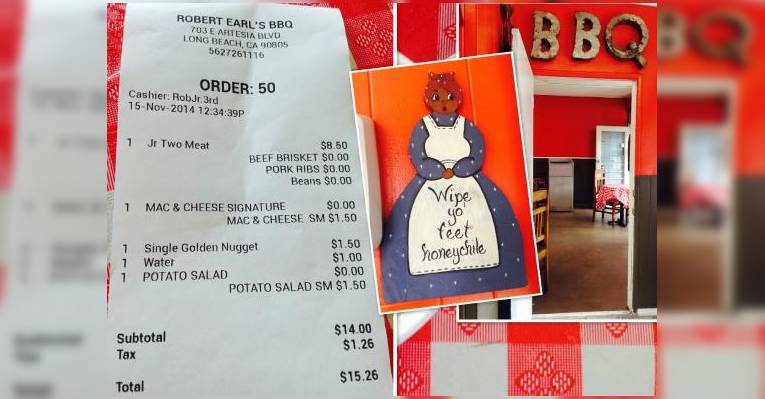 ROBERT EARL'S BBQ
703 E ARTESIA BLVD
LONG BEACH, CA 90805
5627261116
ORDER: 50
Cashier: RobJr.3rd
15-Nov-2014 12:34:39P
1 Jr Two Meat $8.50
BEEF BRISKET $0.00
PORK RIBS $0.00
Beans $0.00
1 MAC & CHEESE SIGNATURE $0.00
MAC & CHEESE SM $1.50
1 Single Golden Nugget $1.50
1 Water $1.00
1 POTATO SALAD $0.00
POTATO SALAD SM $1.50
Subtotal $14.00
Tax $1.26
Total $15.26
Wipe
yo
feet
honeychile
BBQ